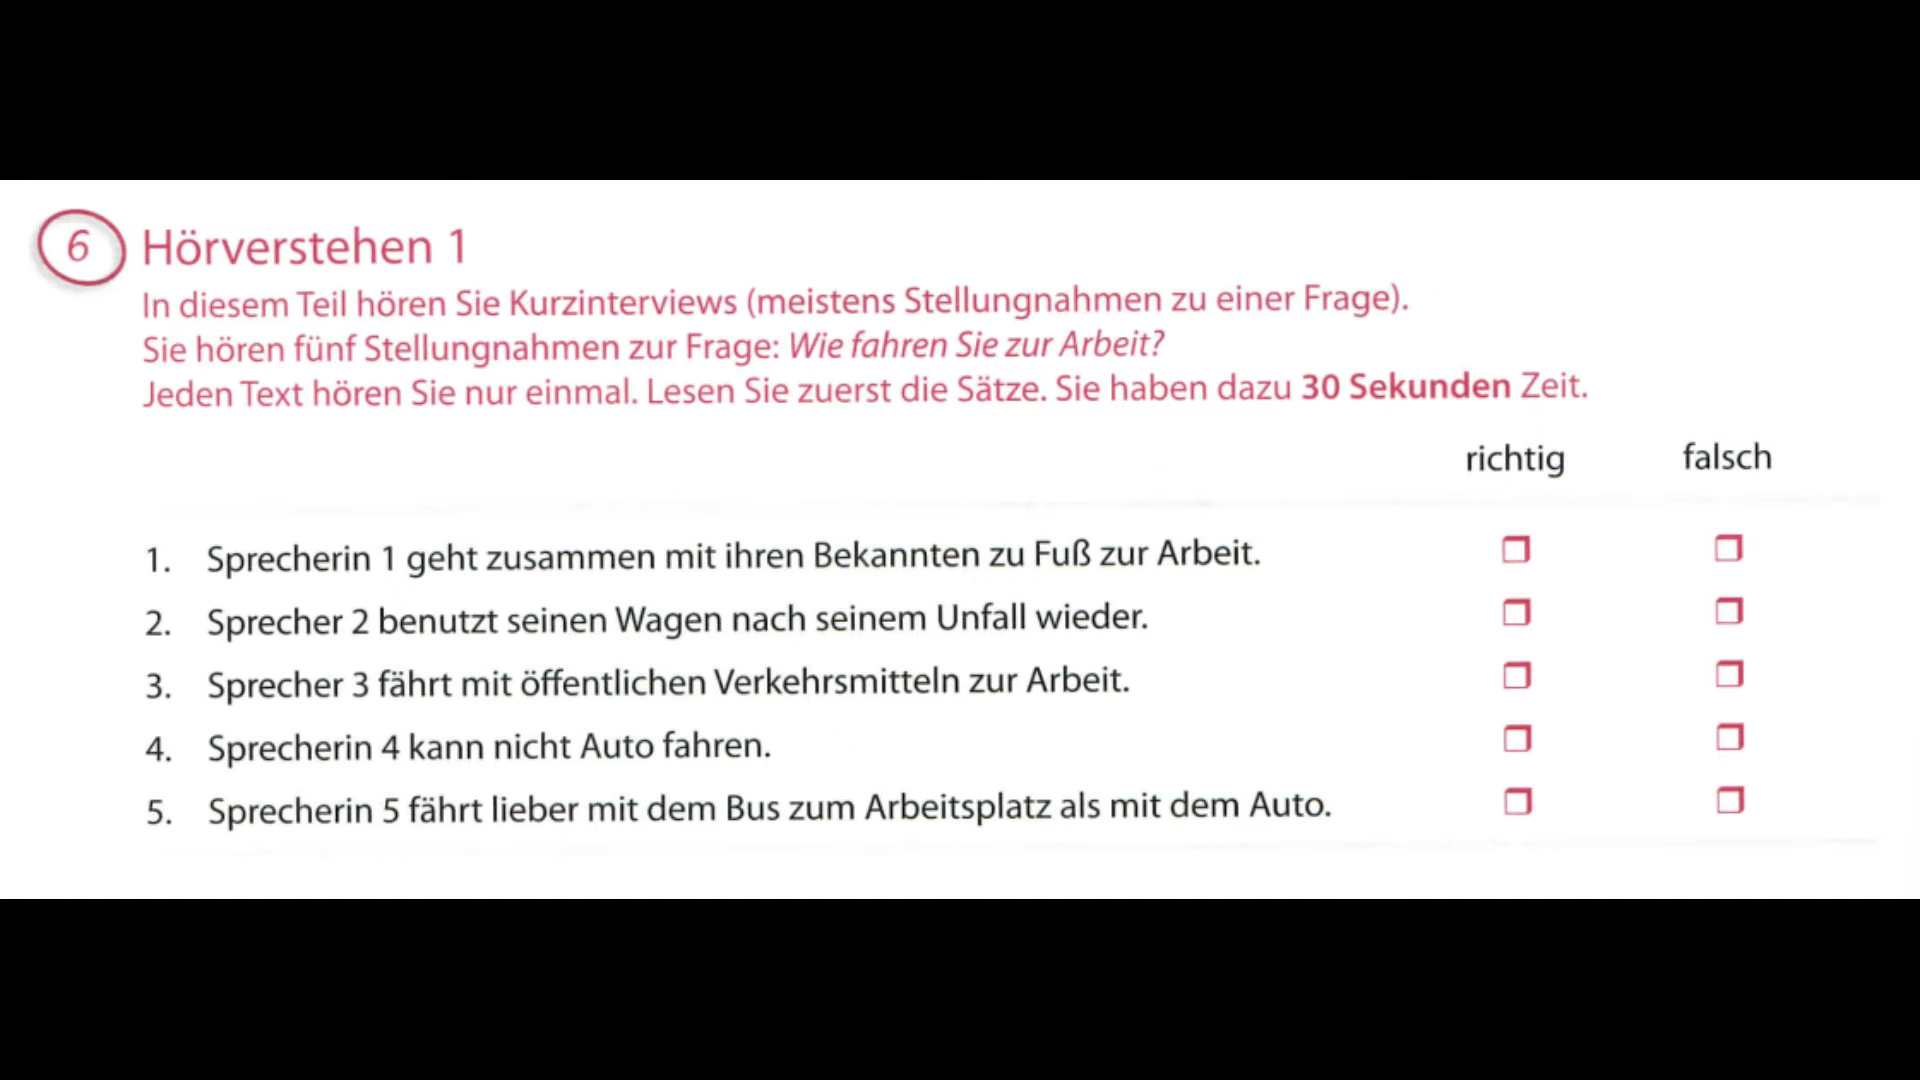 6 Hörverstehen 1
In diesem Teil hören Sie Kurzinterviews (meistens Stellungnahmen zu einer Frage).
Sie hören fünf Stellungnahmen zur Frage: Wie fahren Sie zur Arbeit?
Jeden Text hören Sie nur einmal. Lesen Sie zuerst die Sätze. Sie haben dazu 30 Sekunden Zeit.
richtig falsch
1. Sprecherin 1 geht zusammen mit ihren Bekannten zu Fuß zur Arbeit.
2. Sprecher 2 benutzt seinen Wagen nach seinem Unfall wieder.
3. Sprecher 3 fährt mit öffentlichen Verkehrsmitteln zur Arbeit.
4. Sprecherin 4 kann nicht Auto fahren.
5. Sprecherin 5 fährt lieber mit dem Bus zum Arbeitsplatz als mit dem Auto.